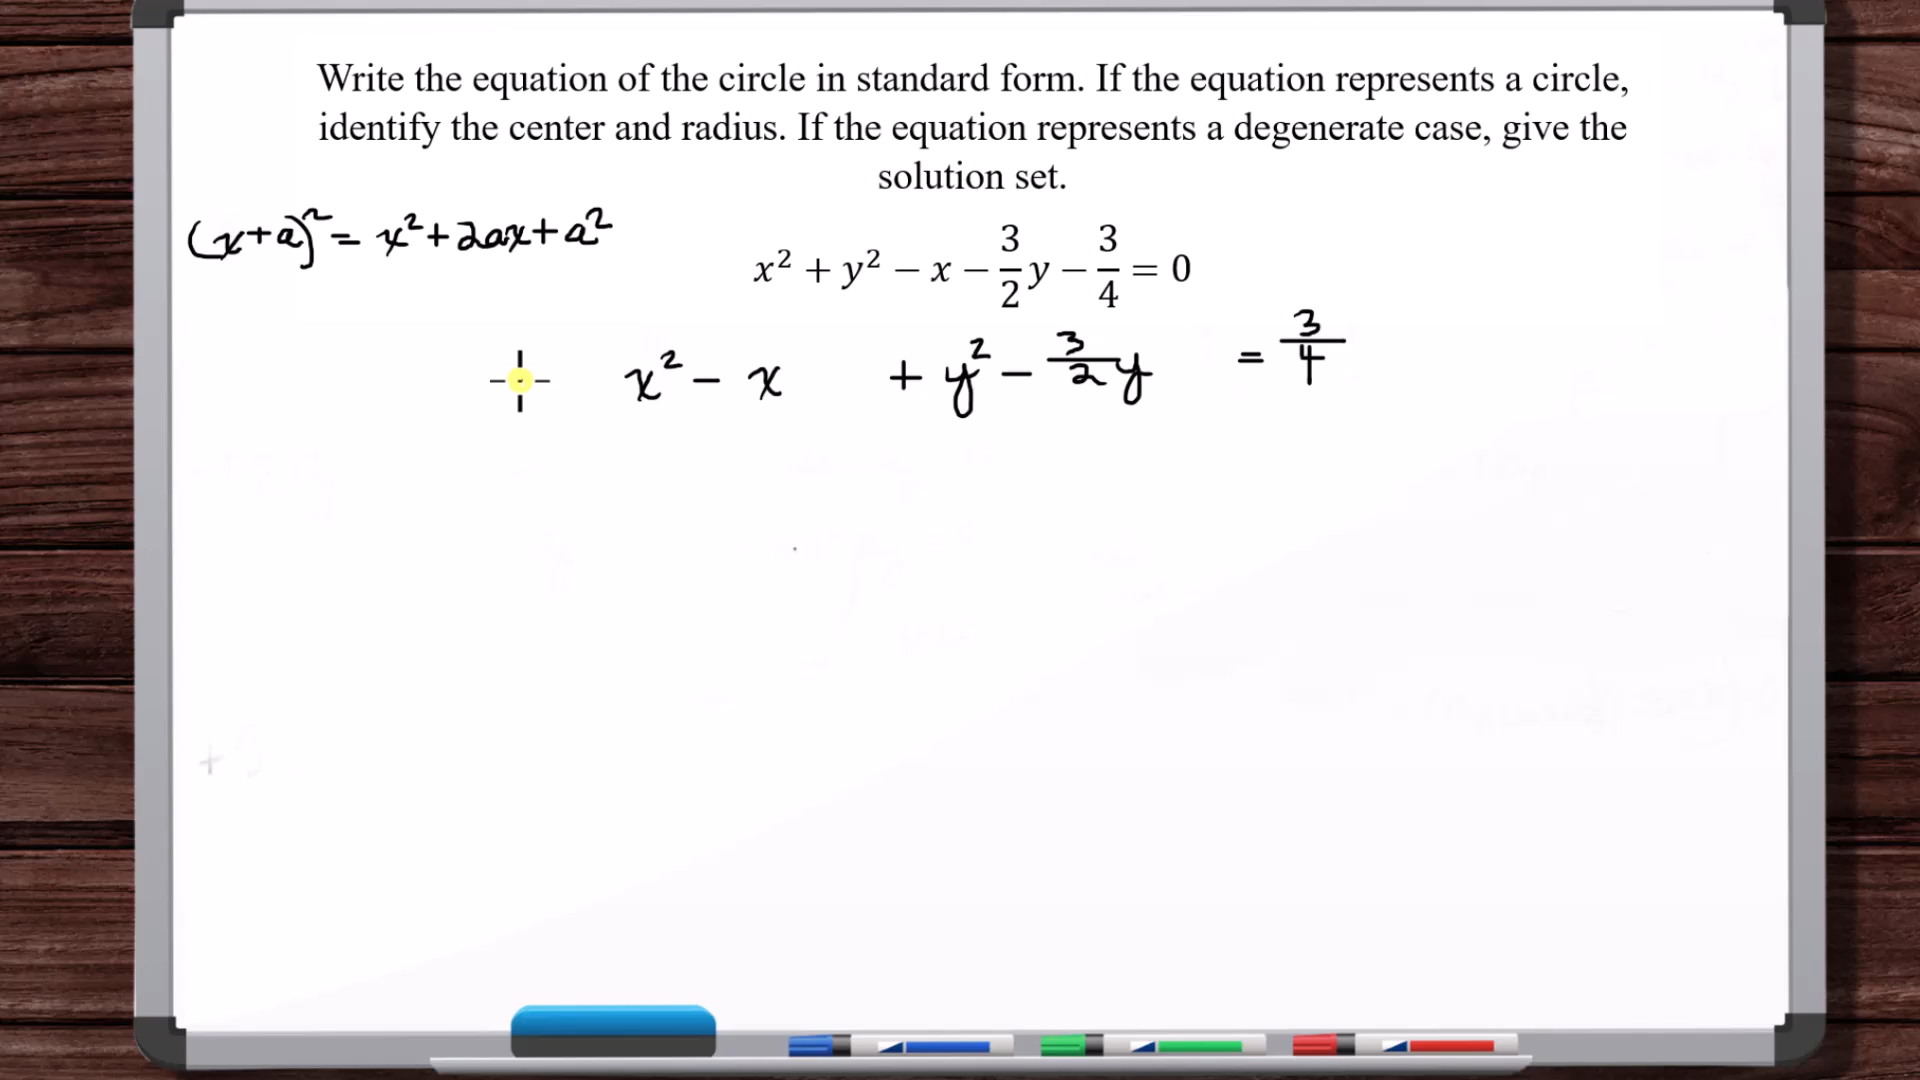 Write the equation of the circle in standard form. If the equation represents a circle,
identify the center and radius. If the equation represents a degenerate case, give the
solution set.
(x+a)² = x²+2ax+a²
x² + y² − x − 3/2 y − 3/4 = 0
x² − x + y² − 3/2 y = 3/4